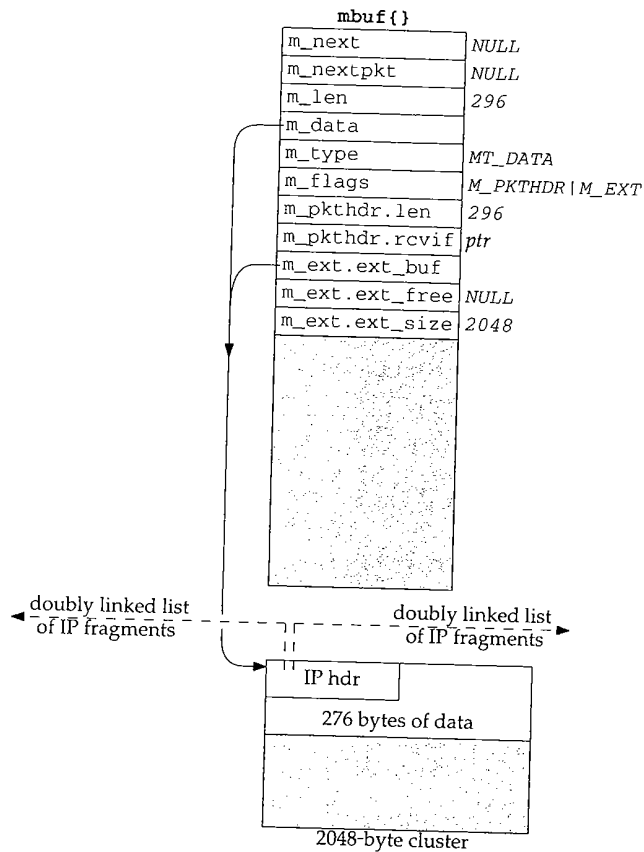 mbuf{}
m_next NULL
m_nextpkt NULL
m_len 296
m_data
m_type MT_DATA
m_flags M_PKTHDR|M_EXT
m_pkthdr.len 296
m_pkthdr.rcvif ptr
m_ext.ext_buf
m_ext.ext_free NULL
m_ext.ext_size 2048
doubly linked list
of IP fragments
doubly linked list
of IP fragments
IP hdr
276 bytes of data
2048-byte cluster